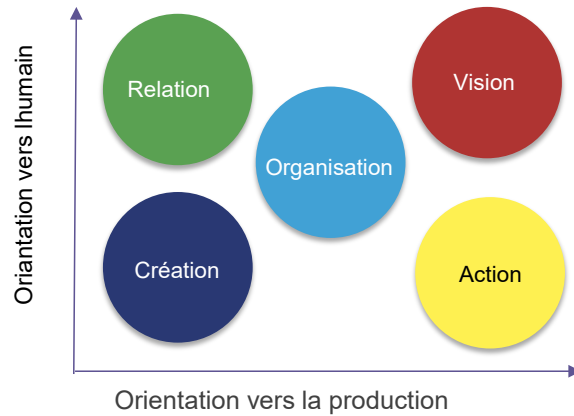 Oriantation vers lhumain
Relation
Vision
Organisation
Création
Action
Orientation vers la production